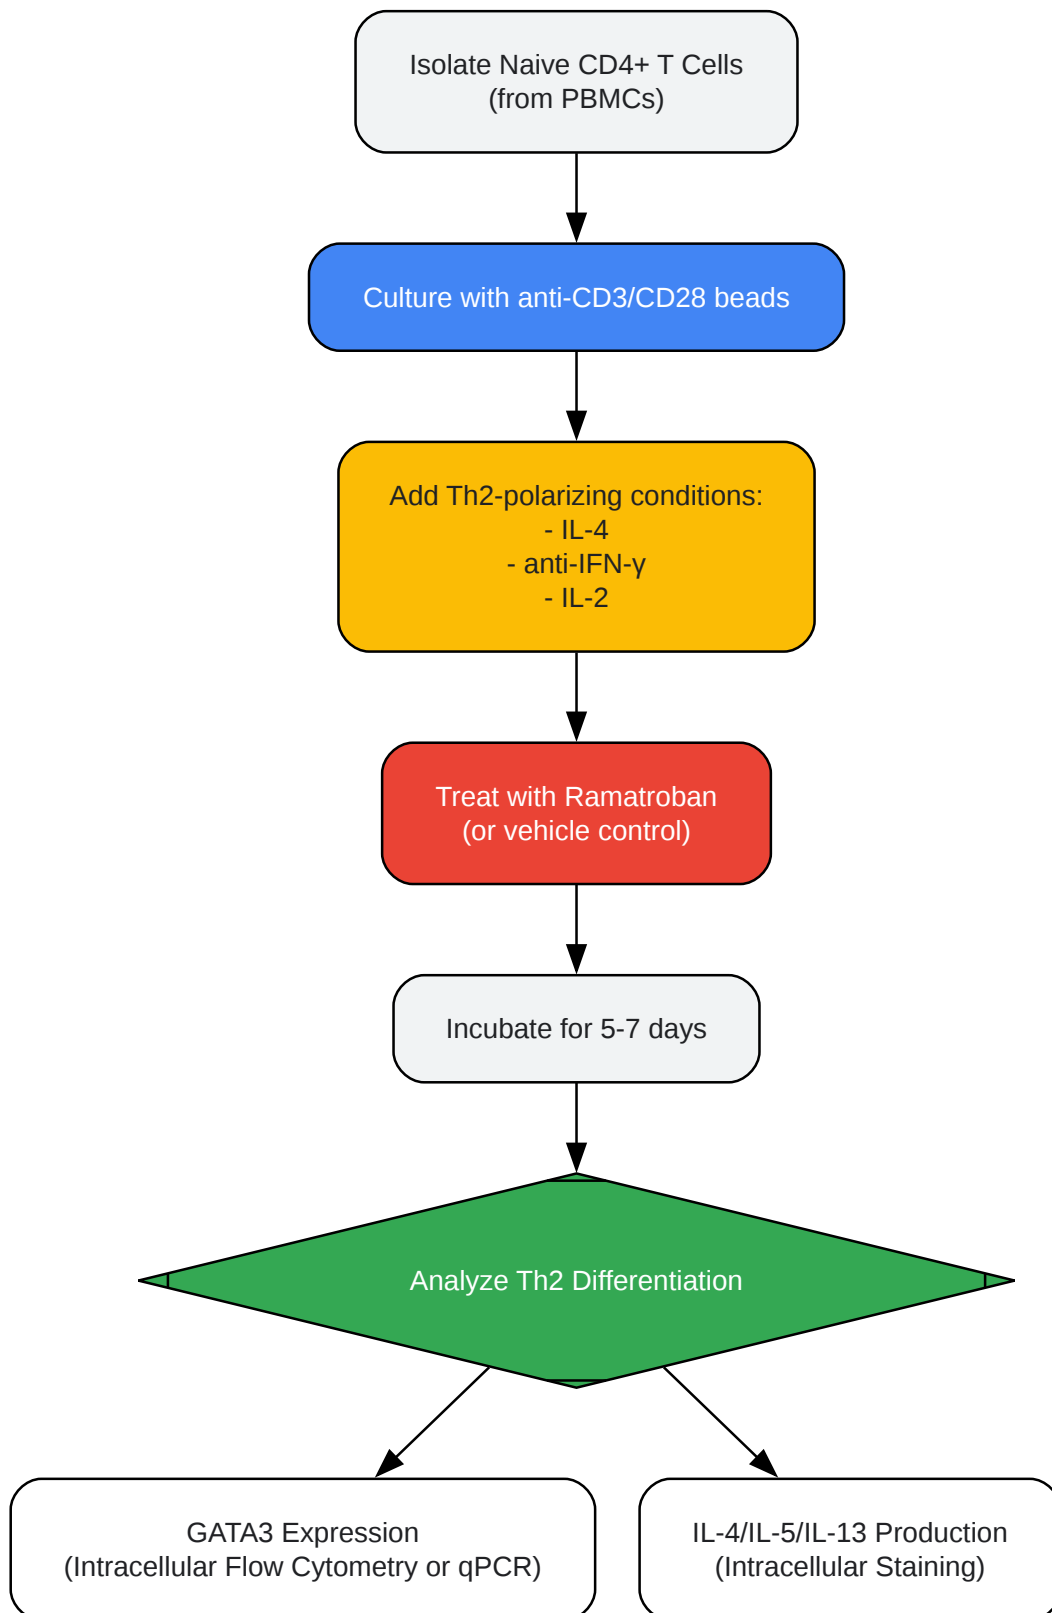 Isolate Naive CD4+ T Cells
(from PBMCs)
Culture with anti-CD3/CD28 beads
Add Th2-polarizing conditions:
- IL-4
- anti-IFN-γ
- IL-2
Treat with Ramatroban
(or vehicle control)
Incubate for 5-7 days
Analyze Th2 Differentiation
GATA3 Expression
(Intracellular Flow Cytometry or qPCR)
IL-4/IL-5/IL-13 Production
(Intracellular Staining)